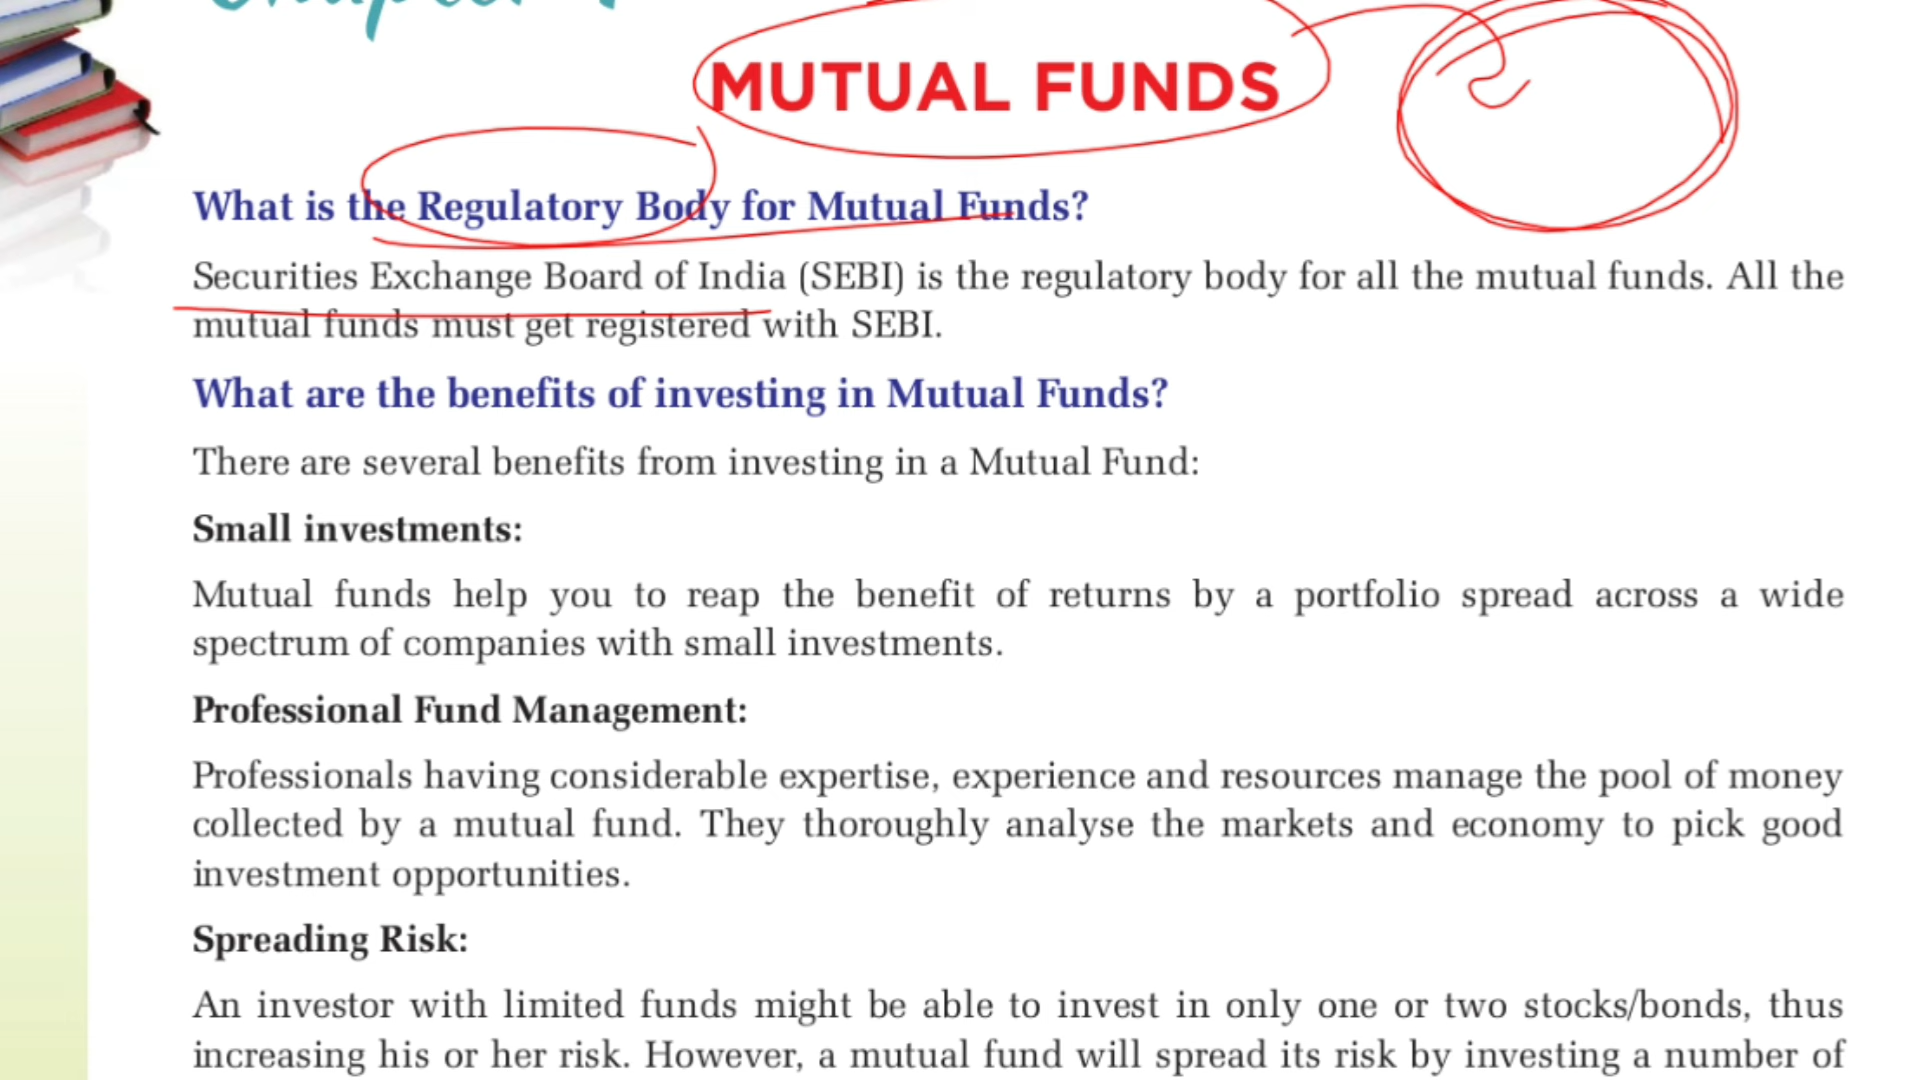 MUTUAL FUNDS
What is the Regulatory Body for Mutual Funds?
Securities Exchange Board of India (SEBI) is the regulatory body for all the mutual funds. All the
mutual funds must get registered with SEBI.
What are the benefits of investing in Mutual Funds?
There are several benefits from investing in a Mutual Fund:
Small investments:
Mutual funds help you to reap the benefit of returns by a portfolio spread across a wide
spectrum of companies with small investments.
Professional Fund Management:
Professionals having considerable expertise, experience and resources manage the pool of money
collected by a mutual fund. They thoroughly analyse the markets and economy to pick good
investment opportunities.
Spreading Risk:
An investor with limited funds might be able to invest in only one or two stocks/bonds, thus
increasing his or her risk. However, a mutual fund will spread its risk by investing a number of